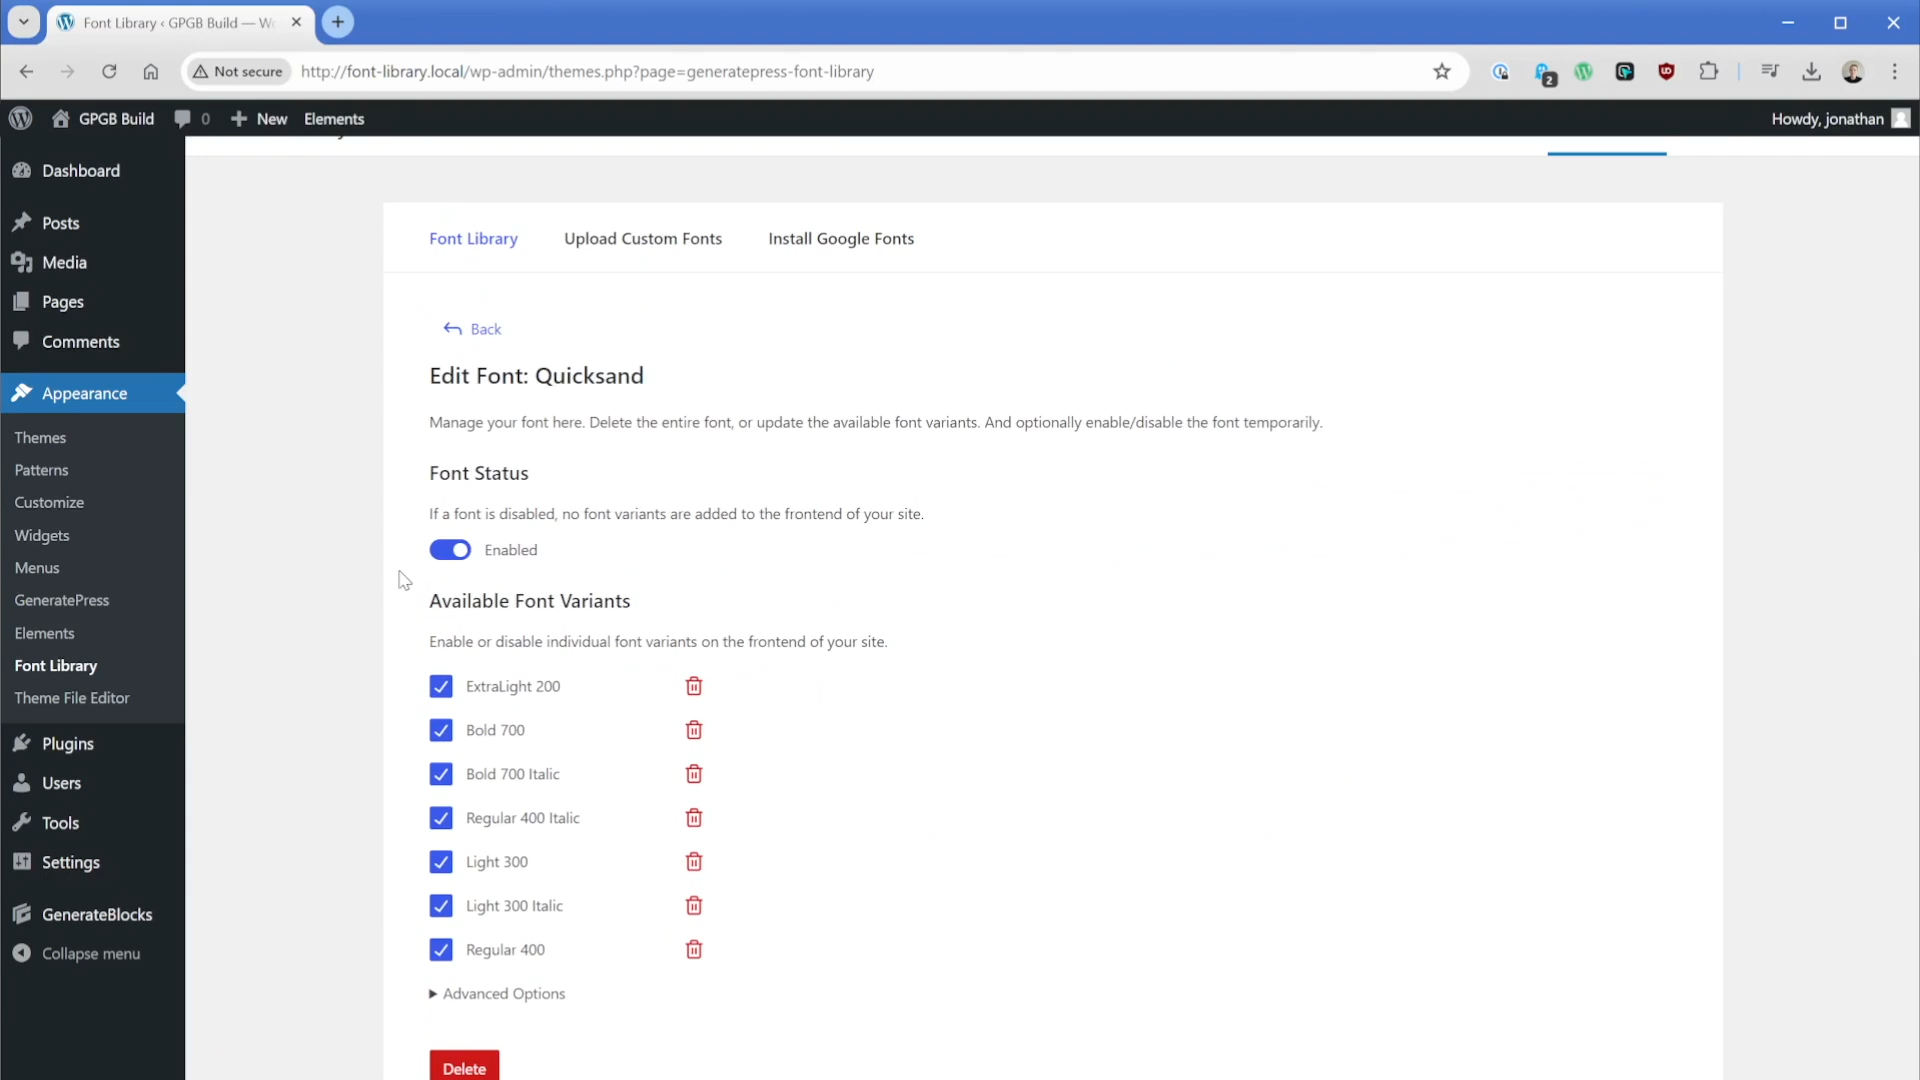 Font Library ‹ GPGB Build — Wo
Not secure
http://font-library.local/wp-admin/themes.php?page=generatepress-font-library
2
GPGB Build
0
New
Elements
Howdy, jonathan
Dashboard
Posts
Media
Pages
Comments
Appearance
Themes
Patterns
Customize
Widgets
Menus
GeneratePress
Elements
Font Library
Theme File Editor
Plugins
Users
Tools
Settings
GenerateBlocks
Collapse menu
Font Library
Upload Custom Fonts
Install Google Fonts
Back
Edit Font: Quicksand
Manage your font here. Delete the entire font, or update the available font variants. And optionally enable/disable the font temporarily.
Font Status
If a font is disabled, no font variants are added to the frontend of your site.
Enabled
Available Font Variants
Enable or disable individual font variants on the frontend of your site.
ExtraLight 200
Bold 700
Bold 700 Italic
Regular 400 Italic
Light 300
Light 300 Italic
Regular 400
Advanced Options
Delete